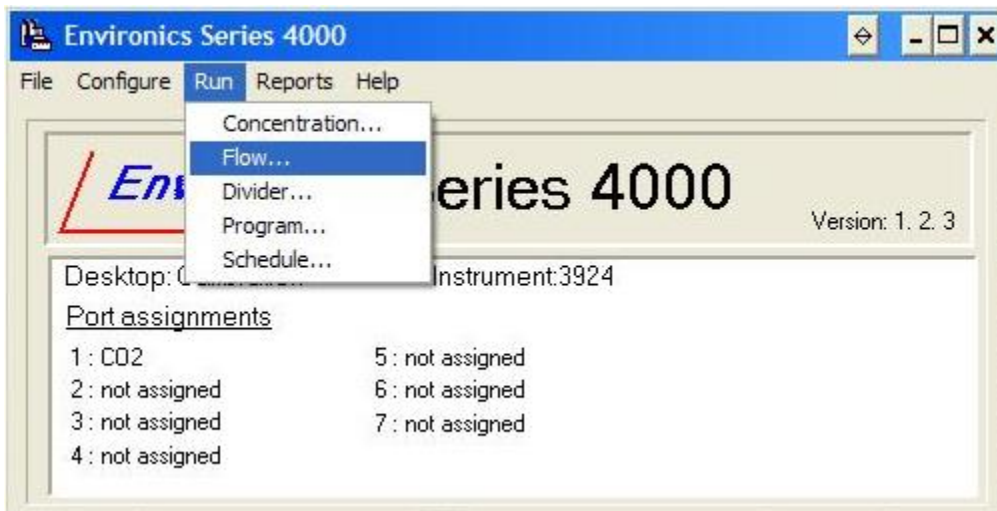 Environics Series 4000
File Configure Run Reports Help
Concentration...
Flow...
Divider...
Program...
Schedule...
eries 4000
Version: 1. 2. 3
Desktop: Instrument:3924
Port assignments
1 : CO2 5 : not assigned
2 : not assigned 6 : not assigned
3 : not assigned 7 : not assigned
4 : not assigned